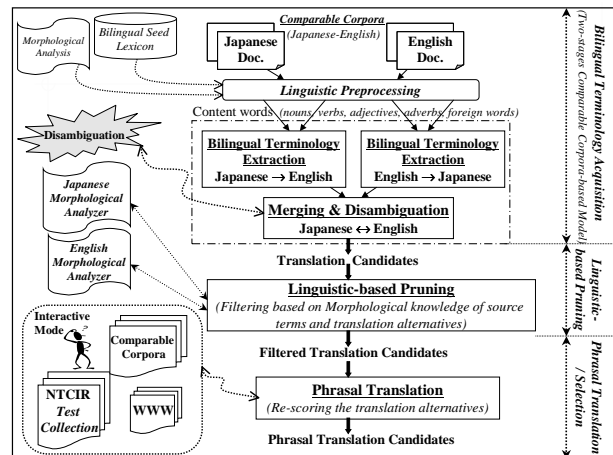 Comparable Corpora
(Japanese-English)
Morphological
Analysis
Bilingual Seed
Lexicon
Japanese
Doc.
English
Doc.
Linguistic Preprocessing
Content words (nouns, verbs, adjectives, adverbs, foreign words)
Disambiguation
Bilingual Terminology
Extraction
Japanese → English
Bilingual Terminology
Extraction
English → Japanese
Merging & Disambiguation
Japanese ↔ English
Japanese
Morphological
Analyzer
English
Morphological
Analyzer
Translation Candidates
Linguistic-based Pruning
(Filtering based on Morphological knowledge of source
terms and translation alternatives)
Filtered Translation Candidates
Interactive
Mode
Comparable
Corpora
NTCIR
Test
Collection
WWW
Phrasal Translation
(Re-scoring the translation alternatives)
Phrasal Translation Candidates
Bilingual Terminology Acquisition
(Two-stages Comparable Corpora-based Model)
Linguistic-
based Pruning
Phrasal Translation
/ Selection